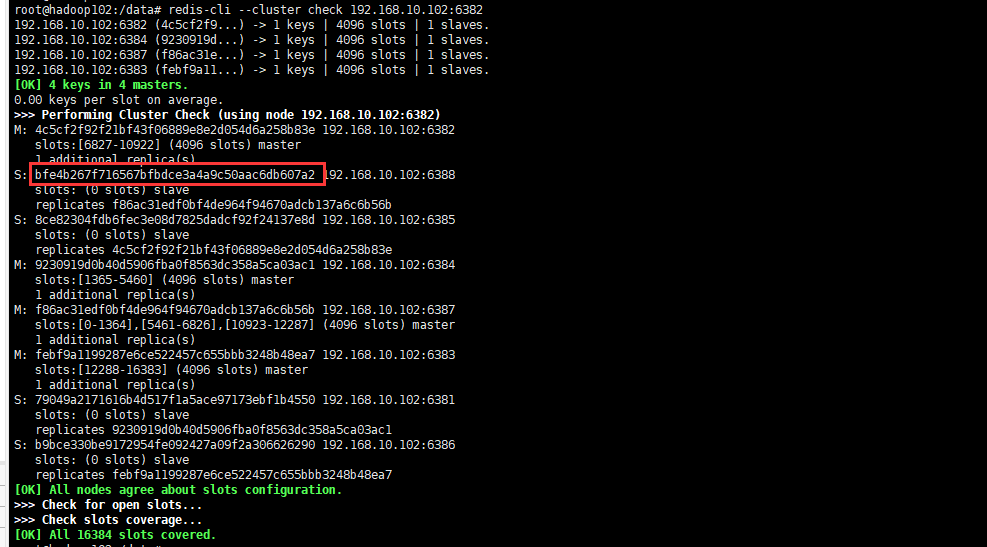 root@hadoop102:/data# redis-cli --cluster check 192.168.10.102:6382
192.168.10.102:6382 (4c5cf2f9...) -> 1 keys | 4096 slots | 1 slaves.
192.168.10.102:6384 (9230919d...) -> 1 keys | 4096 slots | 1 slaves.
192.168.10.102:6387 (f86ac31e...) -> 1 keys | 4096 slots | 1 slaves.
192.168.10.102:6383 (febf9a11...) -> 1 keys | 4096 slots | 1 slaves.
[OK] 4 keys in 4 masters.
0.00 keys per slot on average.
>>> Performing Cluster Check (using node 192.168.10.102:6382)
M: 4c5cf2f92f21bf43f06889e8e2d054d6a258b83e 192.168.10.102:6382
   slots:[6827-10922] (4096 slots) master
   1 additional replica(s)
S: bfe4b267f716567bfbdce3a4a9c50aac6db607a2 192.168.10.102:6388
   slots: (0 slots) slave
   replicates f86ac31edf0bf4de964f94670adcb137a6c6b56b
S: 8ce82304fdb6fec3e08d7825dadcf92f24137e8d 192.168.10.102:6385
   slots: (0 slots) slave
   replicates 4c5cf2f92f21bf43f06889e8e2d054d6a258b83e
M: 9230919d0b40d5906fba0f8563dc358a5ca03ac1 192.168.10.102:6384
   slots:[1365-5460] (4096 slots) master
   1 additional replica(s)
M: f86ac31edf0bf4de964f94670adcb137a6c6b56b 192.168.10.102:6387
   slots:[0-1364],[5461-6826],[10923-12287] (4096 slots) master
   1 additional replica(s)
M: febf9a1199287e6ce522457c655bbb3248b48ea7 192.168.10.102:6383
   slots:[12288-16383] (4096 slots) master
   1 additional replica(s)
S: 79049a2171616b4d517f1a5ace97173ebf1b4550 192.168.10.102:6381
   slots: (0 slots) slave
   replicates 9230919d0b40d5906fba0f8563dc358a5ca03ac1
S: b9bce330be9172954fe092427a09f2a306626290 192.168.10.102:6386
   slots: (0 slots) slave
   replicates febf9a1199287e6ce522457c655bbb3248b48ea7
[OK] All nodes agree about slots configuration.
>>> Check for open slots...
>>> Check slots coverage...
[OK] All 16384 slots covered.